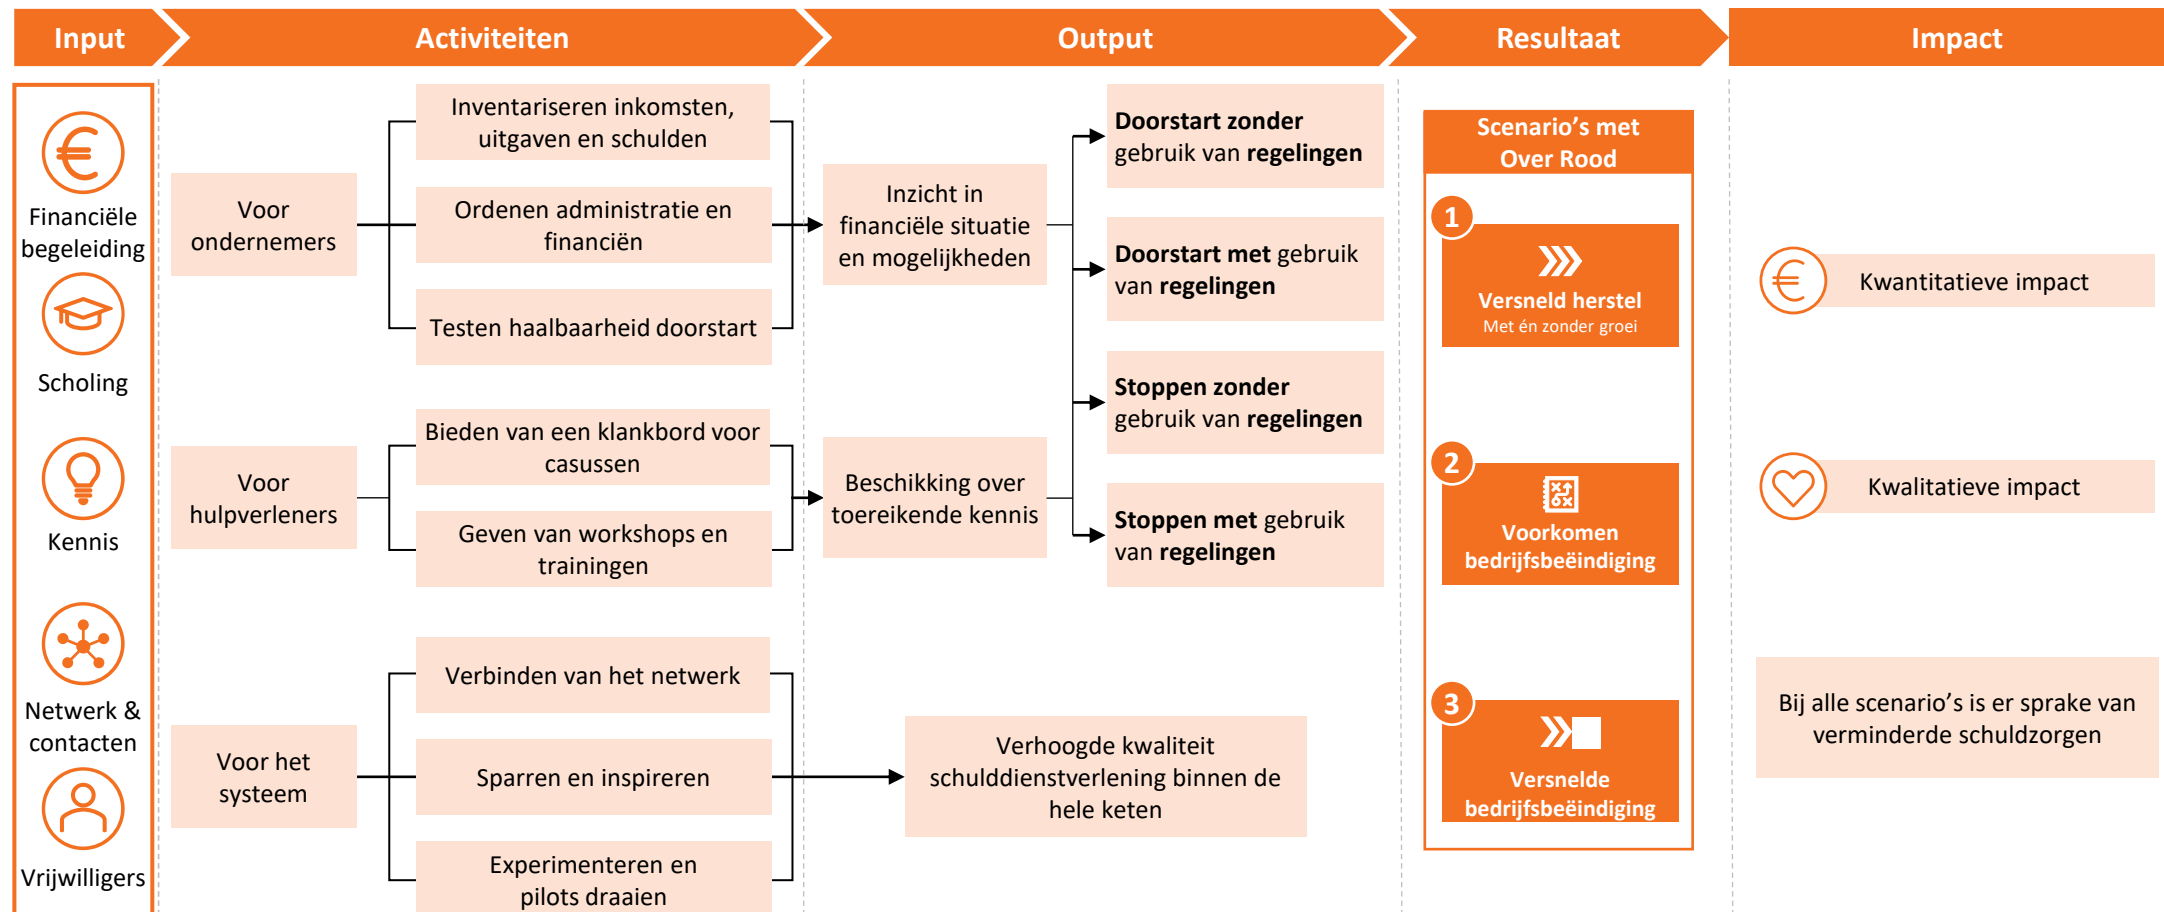 Input
Activiteiten
Output
Resultaat
Impact
Financiële
begeleiding
Scholing
Kennis
Netwerk &
contacten
Vrijwilligers
Voor
ondernemers
Inventariseren inkomsten,
uitgaven en schulden
Ordenen administratie en
financiën
Testen haalbaarheid doorstart
Voor
hulpverleners
Bieden van een klankbord voor
casussen
Geven van workshops en
trainingen
Voor het
systeem
Verbinden van het netwerk
Sparren en inspireren
Experimenteren en
pilots draaien
Inzicht in
financiële situatie
en mogelijkheden
Beschikking over
toereikende kennis
Doorstart zonder
gebruik van regelingen
Doorstart met gebruik
van regelingen
Stoppen zonder
gebruik van regelingen
Stoppen met gebruik
van regelingen
Verhoogde kwaliteit
schulddienstverlening binnen de
hele keten
Scenario’s met
Over Rood
1
Versneld herstel
Met én zonder groei
2
Voorkomen
bedrijfsbeëindiging
3
Versnelde
bedrijfsbeëindiging
Kwantitatieve impact
Kwalitatieve impact
Bij alle scenario’s is er sprake van
verminderde schuldzorgen